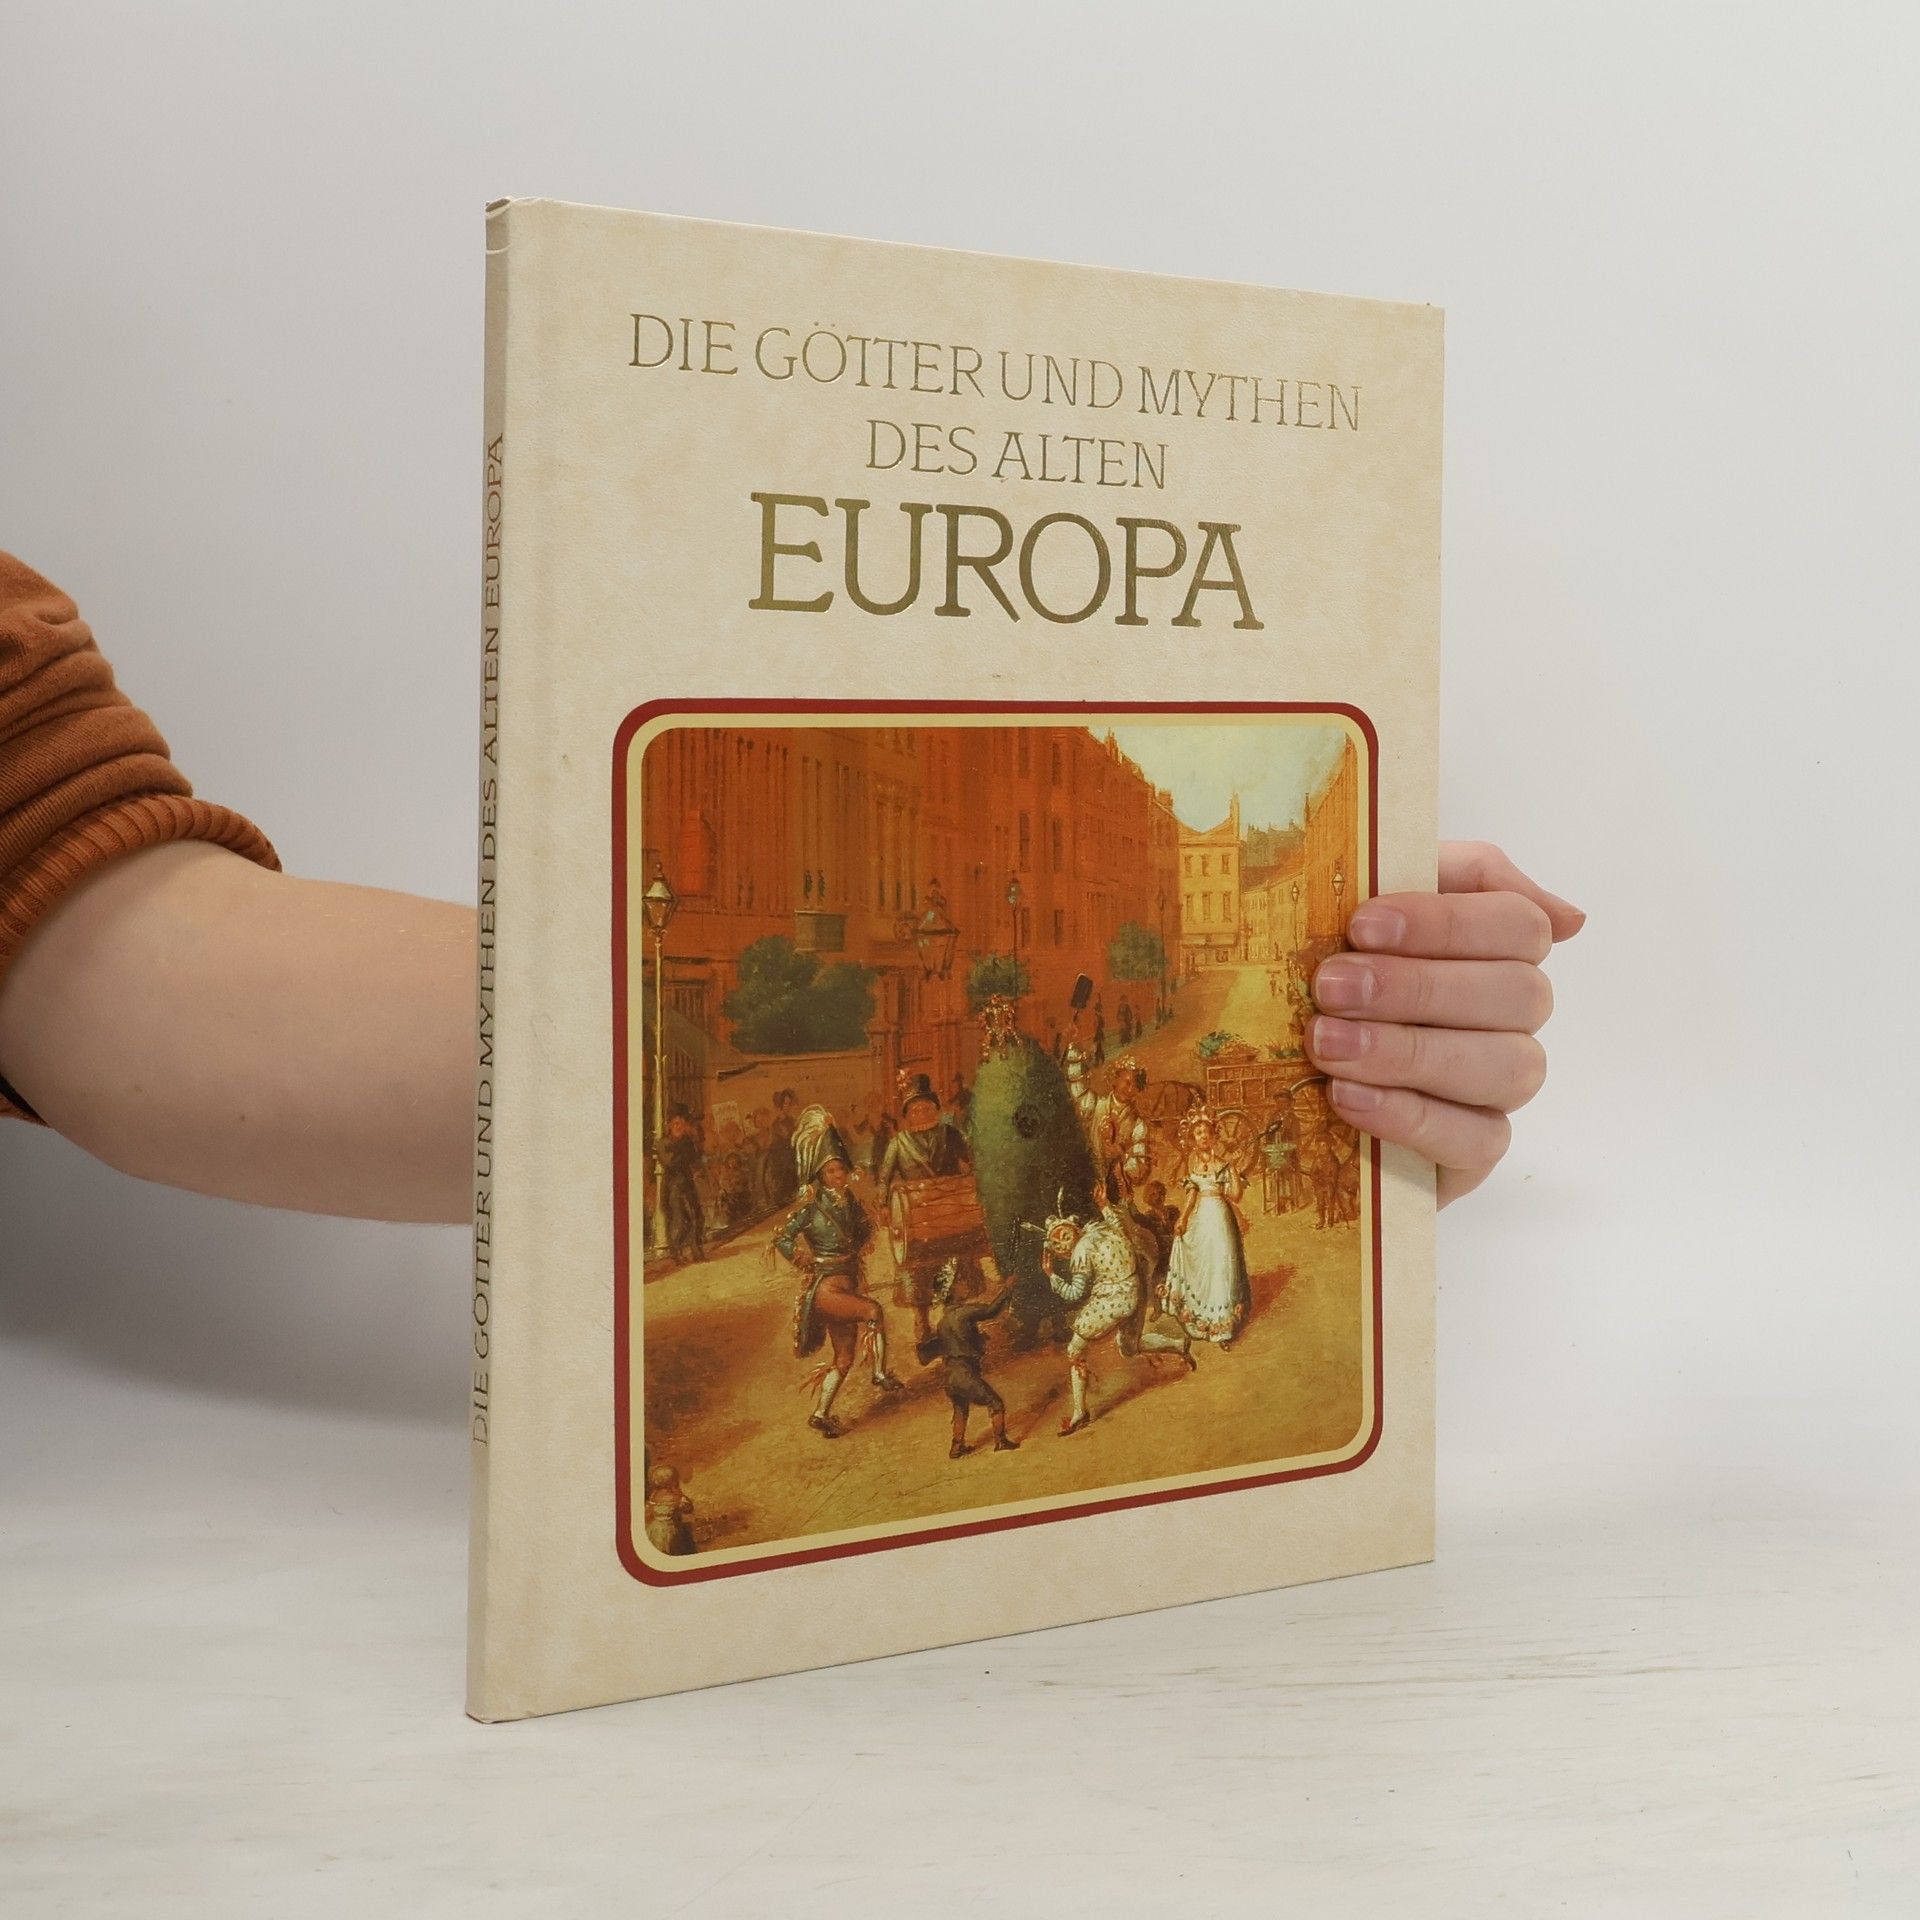 DIE GÖTTER UND MYTHEN
DES ALTEN
EUROPA
DIE GÖTTER UND MYTHEN DES ALTEN EUROPA